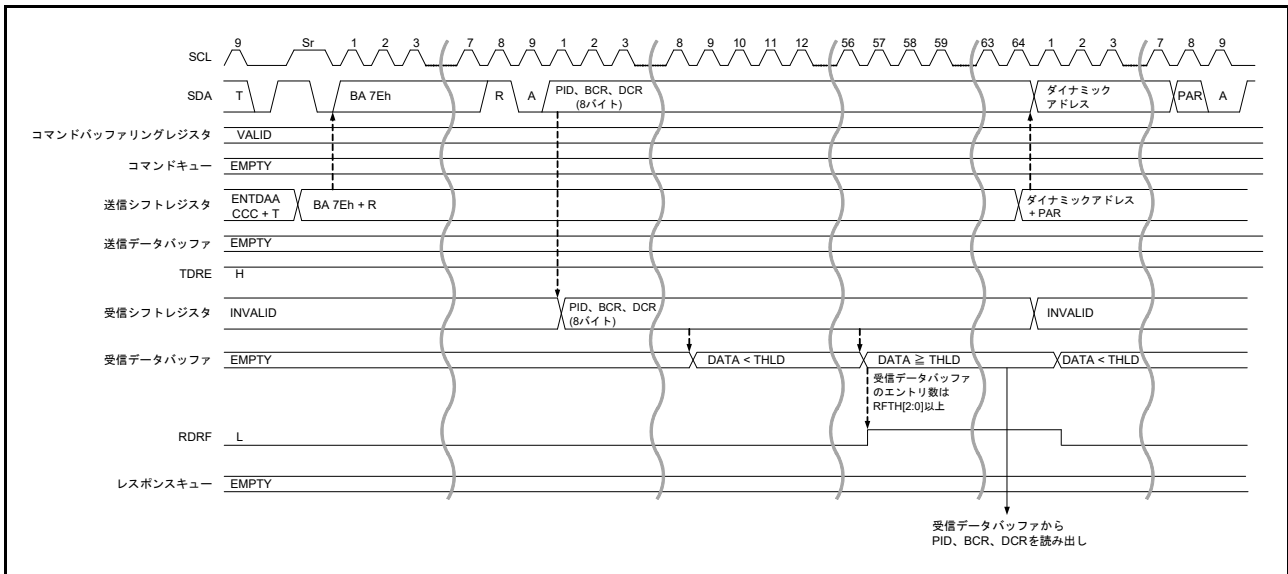 9 Sr 1 2 3 7 8 9 1 2 3 8 9 10 11 12 56 57 58 59 63 64 1 2 3 7 8 9
SCL
SDA T BA 7Eh R A PID、BCR、DCR
(8バイト)
ダイナミック
アドレス
PAR A
コマンドバッファリングレジスタ VALID
コマンドキュー EMPTY
送信シフトレジスタ ENTDAA
CCC + T
BA 7Eh + R
ダイナミックアドレス
+ PAR
送信データバッファ EMPTY
TDRE H
受信シフトレジスタ INVALID
PID、BCR、DCR
(8バイト)
INVALID
受信データバッファ EMPTY DATA < THLD DATA ≧ THLD DATA < THLD
受信データバッファ
のエントリ数は
RFTH[2:0]以上
RDRF L
レスポンスキュー EMPTY
受信データバッファから
PID、BCR、DCRを読み出し